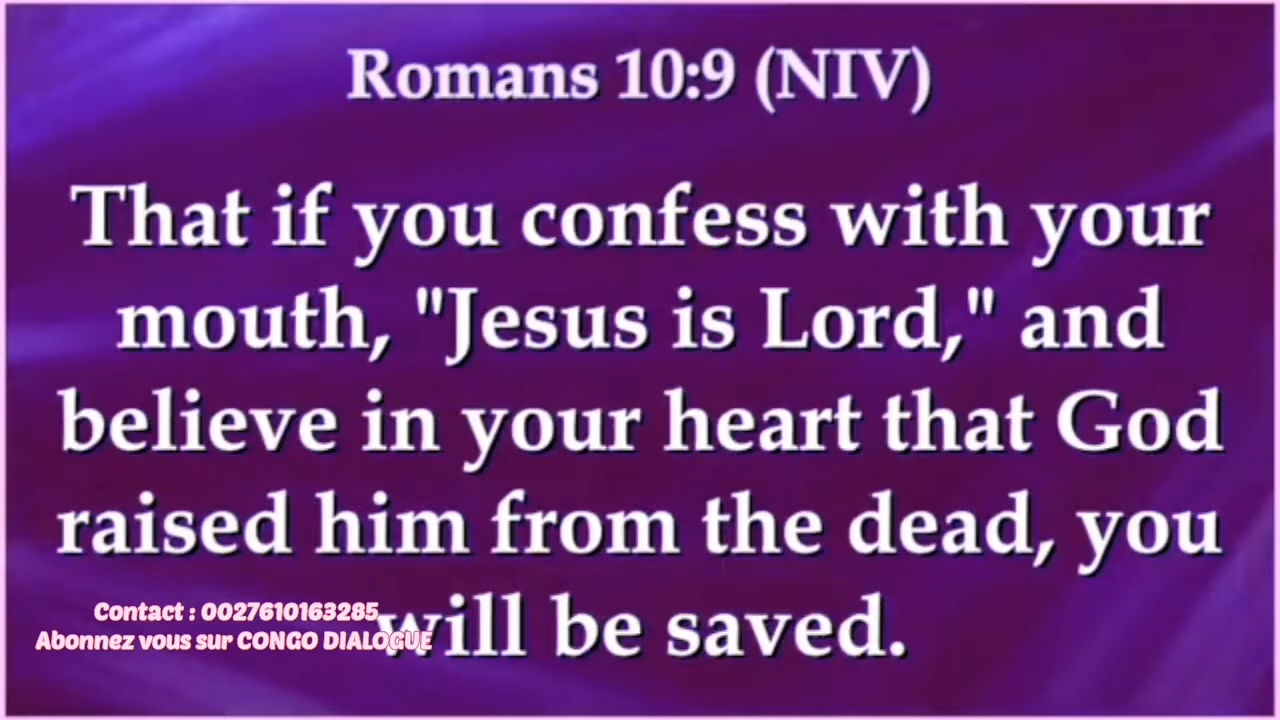 Romans 10:9 (NIV)
That if you confess with your
mouth, "Jesus is Lord," and
believe in your heart that God
raised him from the dead, you
will be saved.
Contact : 0027610163285
Abonnez vous sur CONGO DIALOGUE